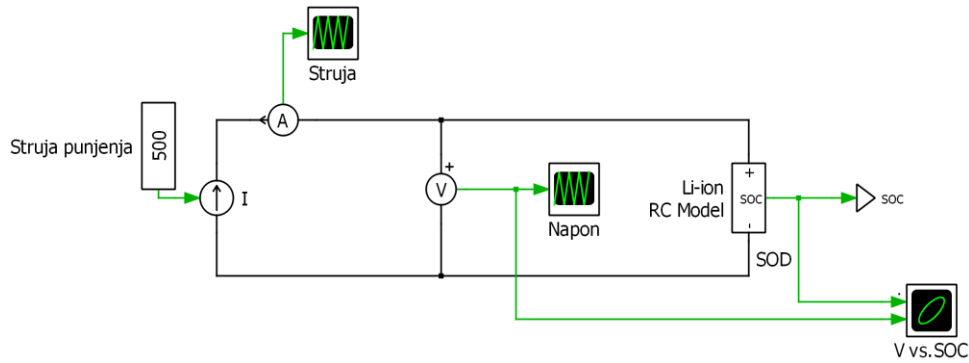 Struja
A
Struja punjenja
500
I
+
V
Napon
Li-ion
RC Model
+
soc
-
SOD
soc
V vs.SOC